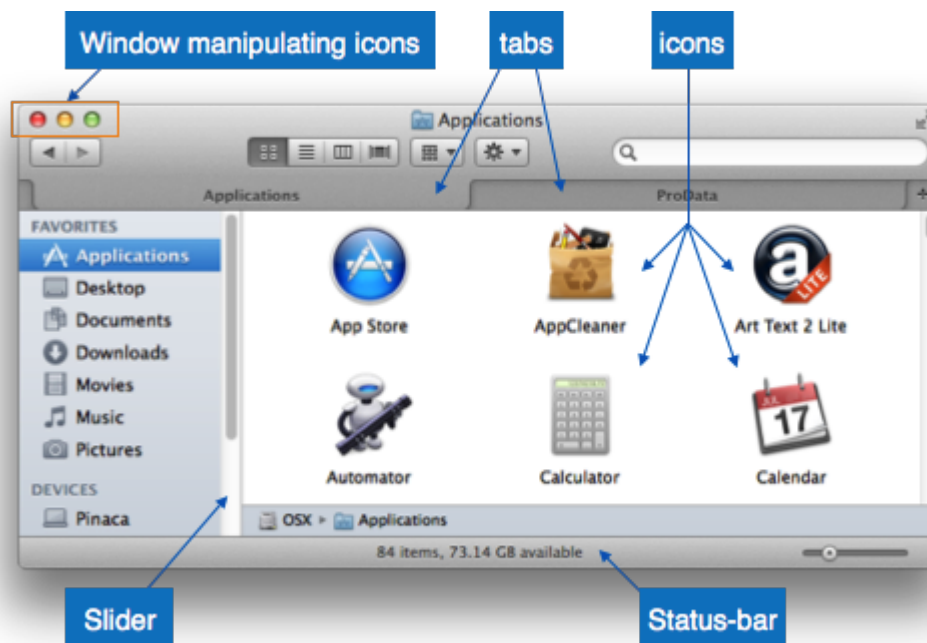 Window manipulating icons
tabs
icons
Applications
Applications
ProData
FAVORITES
Applications
Desktop
Documents
Downloads
Movies
Music
Pictures
DEVICES
Pinaca
App Store
AppCleaner
Art Text 2 Lite
a
LITE
Automator
Calculator
Calendar
JUL
17
OSX ▸ Applications
84 items, 73.14 GB available
Slider
Status-bar